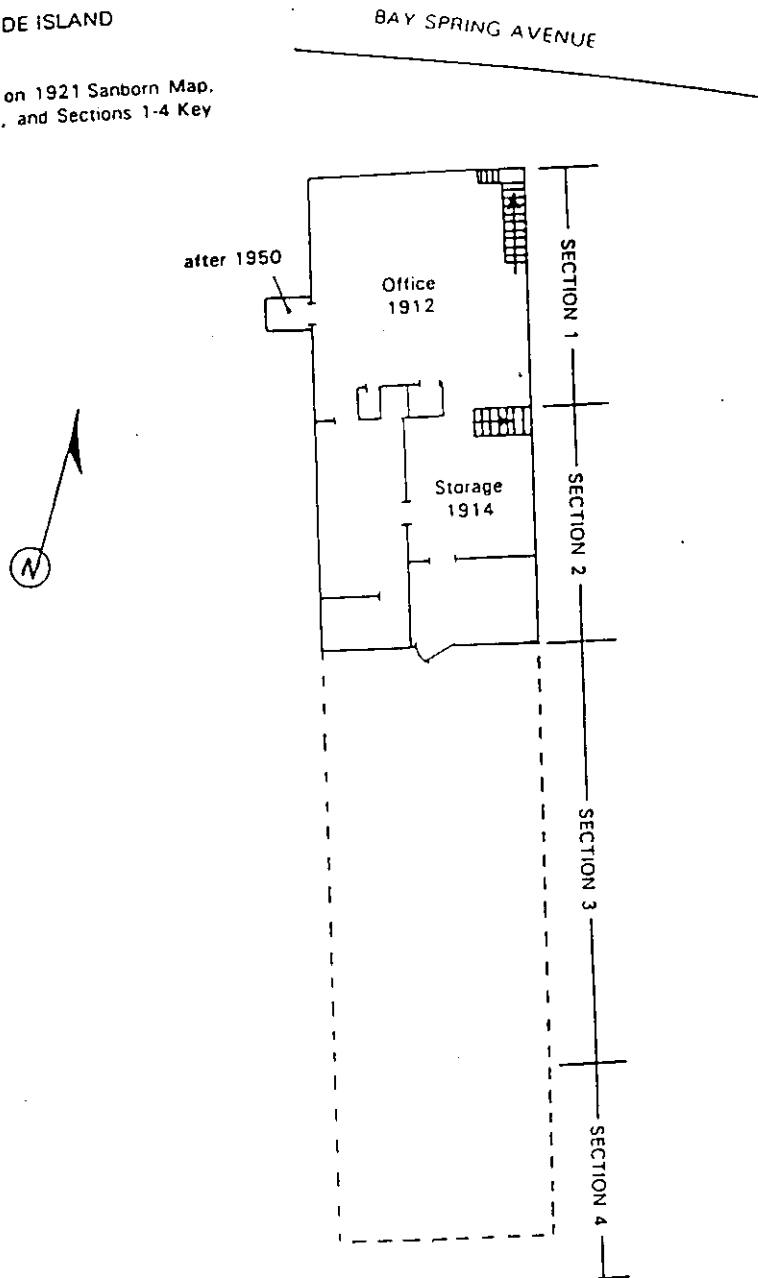 DE ISLAND
BAY SPRING AVENUE
on 1921 Sanborn Map,
, and Sections 1-4 Key
after 1950
Office
1912
SECTION 1
Storage
1914
SECTION 2
N
SECTION 3
SECTION 4